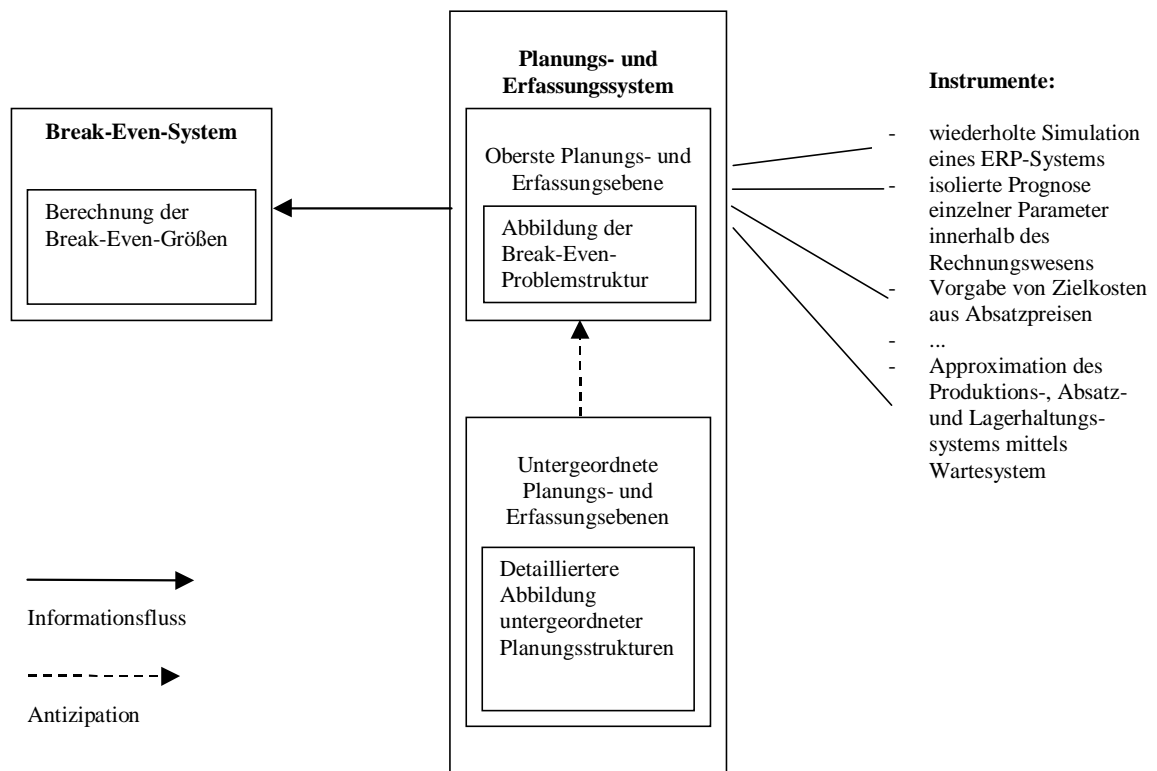 Break-Even-System
Berechnung der
Break-Even-Größen
Planungs- und
Erfassungssystem
Oberste Planungs- und
Erfassungsebene
Abbildung der
Break-Even-
Problemstruktur
Untergeordnete
Planungs- und
Erfassungsebenen
Detailliertere
Abbildung
untergeordneter
Planungsstrukturen
Instrumente:
- wiederholte Simulation
eines ERP-Systems
- isolierte Prognose
einzelner Parameter
innerhalb des
Rechnungswesens
- Vorgabe von Zielkosten
aus Absatzpreisen
- ...
- Approximation des
Produktions-, Absatz-
und Lagerhaltungs-
systems mittels
Wartesystem
Informationsfluss
Antizipation